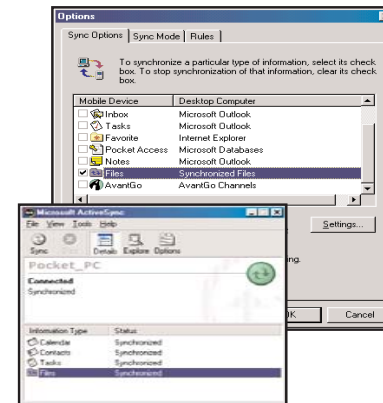 Options
Sync Options Sync Mode Rules
To synchronize a particular type of information, select its check
box. To stop synchronization of that information, clear its check
box.
Mobile Device Desktop Computer
Inbox Microsoft Outlook
Tasks Microsoft Outlook
Favorite Internet Explorer
Pocket Access Microsoft Databases
Notes Microsoft Outlook
Files Synchronized Files
AvantGo AvantGo Channels
Settings...
OK Cancel
Microsoft ActiveSync
File View Tools Help
Sync Details Explore Options
Pocket_PC
Connected
Synchronized
Information Type Status
Calendar Synchronized
Contacts Synchronized
Tasks Synchronized
Files Synchronized